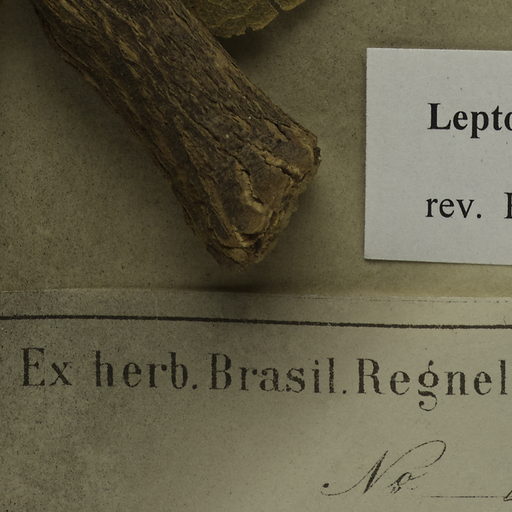 Lepto
rev.
Ex herb. Brasil. Regnel
No